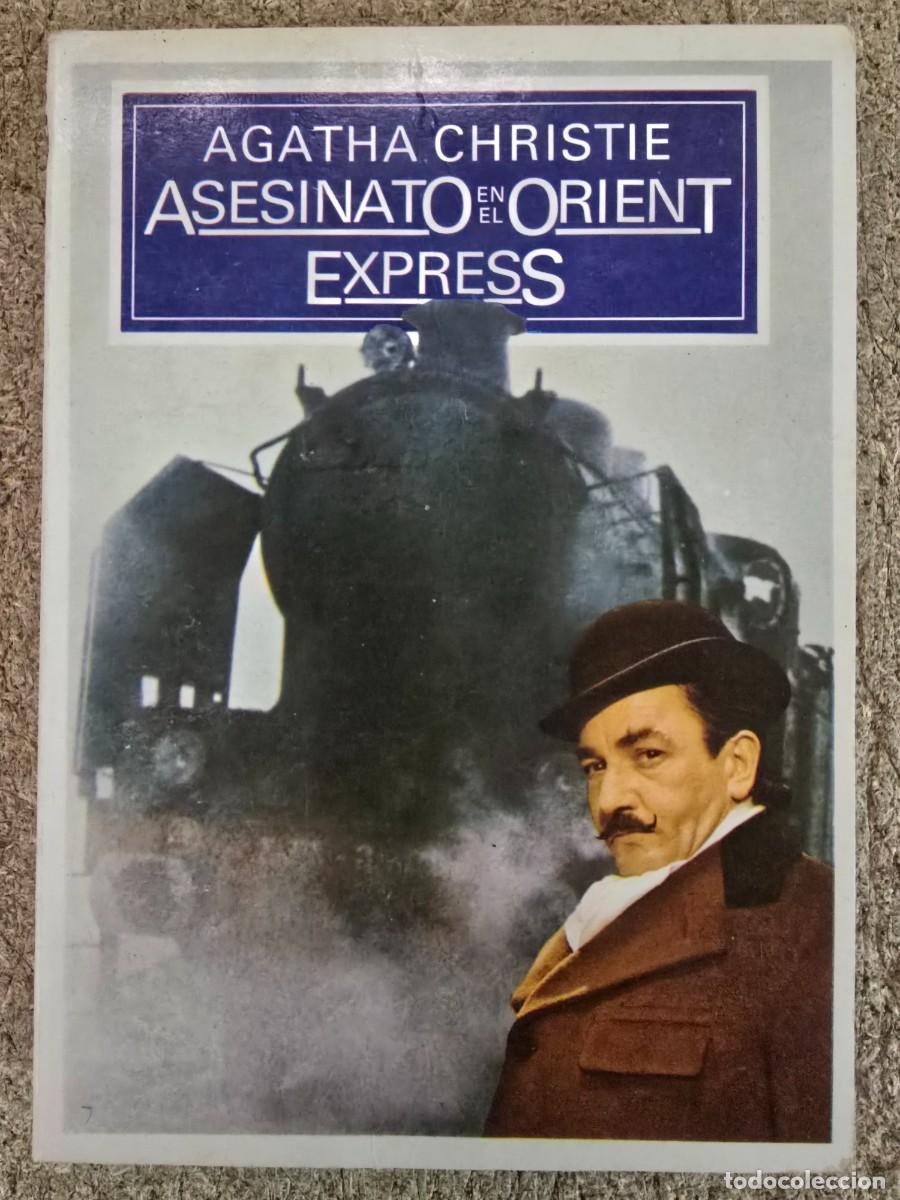 AGATHA CHRISTIE
ASESINATO EN EL ORIENT
EXPRESS
todocoleccion